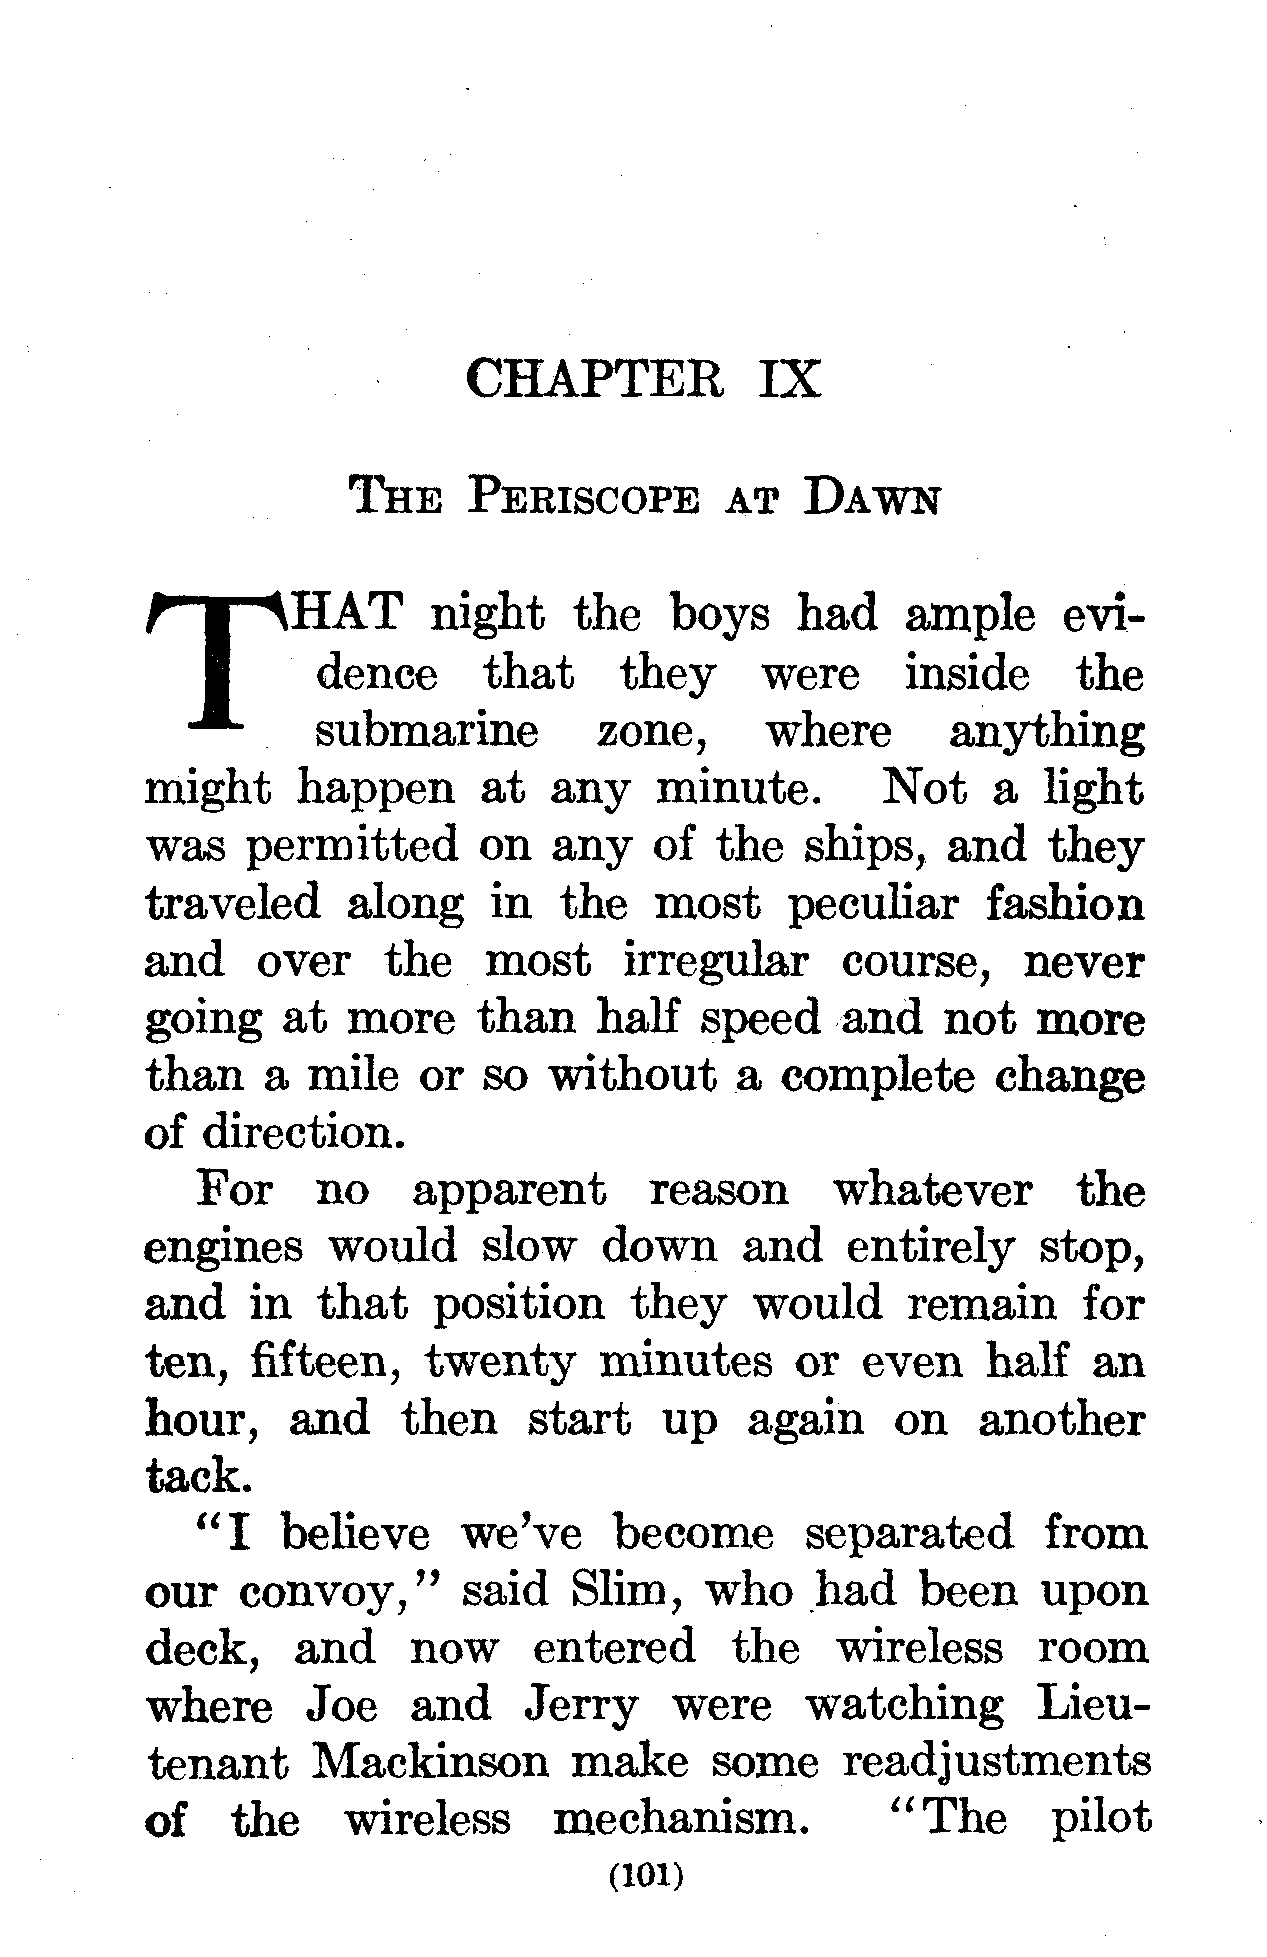 CHAPTER IX
The Periscope at Dawn
THAT night the boys had ample evi-
dence that they were inside the
submarine zone, where anything
might happen at any minute. Not a light
was permitted on any of the ships, and they
traveled along in the most peculiar fashion
and over the most irregular course, never
going at more than half speed and not more
than a mile or so without a complete change
of direction.
For no apparent reason whatever the
engines would slow down and entirely stop,
and in that position they would remain for
ten, fifteen, twenty minutes or even half an
hour, and then start up again on another
tack.
“I believe we’ve become separated from
our convoy,” said Slim, who had been upon
deck, and now entered the wireless room
where Joe and Jerry were watching Lieu-
tenant Mackinson make some readjustments
of the wireless mechanism. “The pilot
(101)